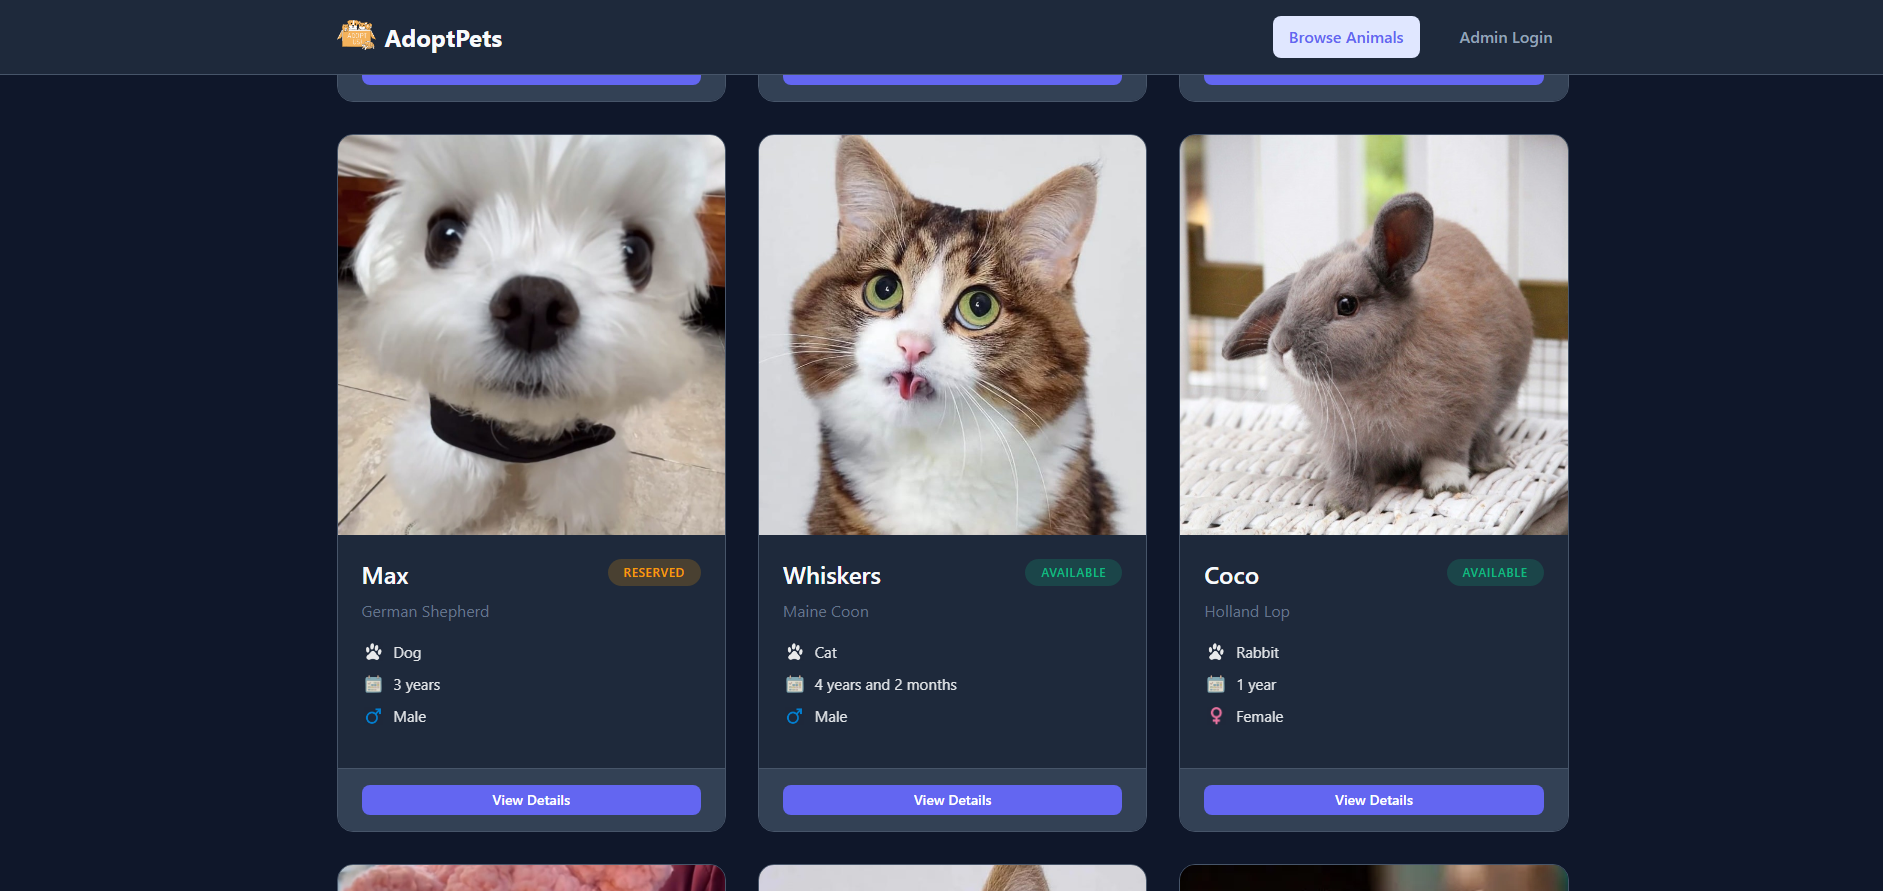 AdoptPets
Browse Animals
Admin Login
Max
RESERVED
German Shepherd
Dog
3 years
Male
View Details
Whiskers
AVAILABLE
Maine Coon
Cat
4 years and 2 months
Male
View Details
Coco
AVAILABLE
Holland Lop
Rabbit
1 year
Female
View Details